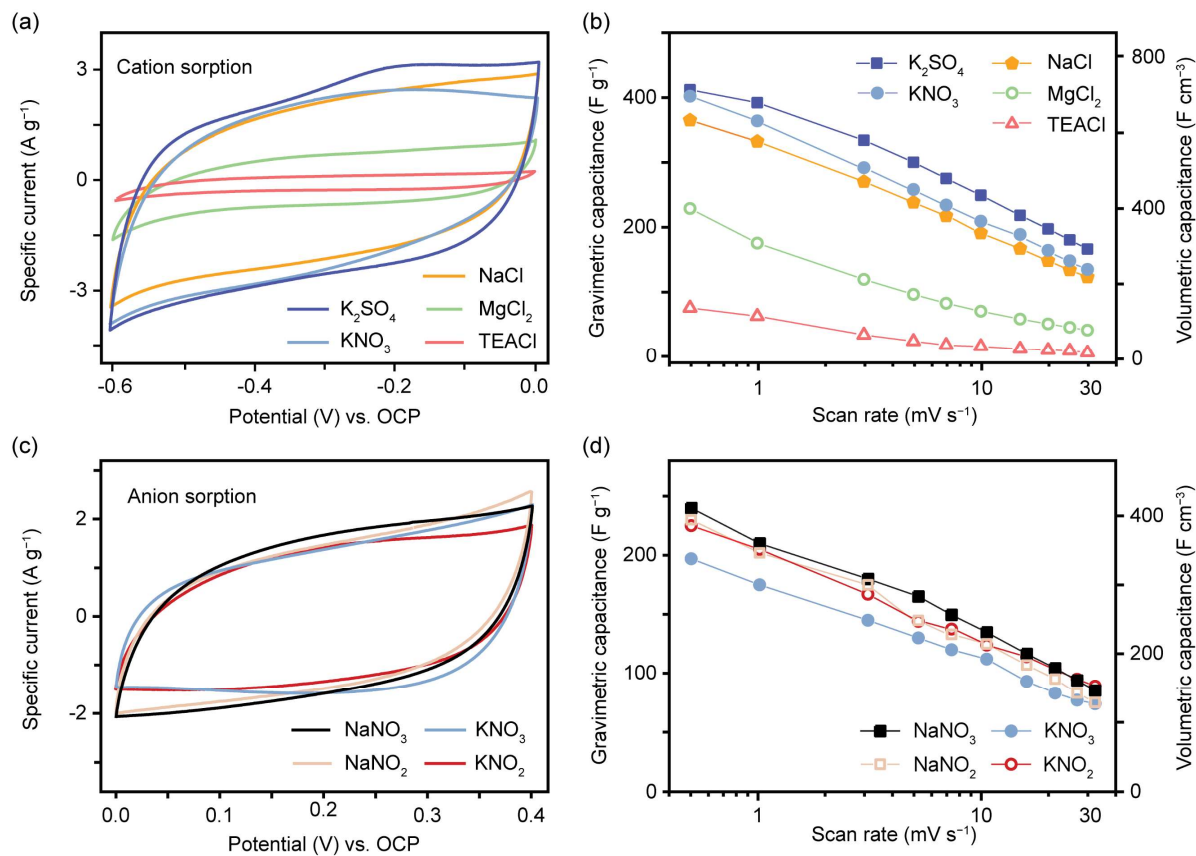 (a)
Cation sorption
3
0
-3
Specific current (A g⁻¹)
NaCl
K₂SO₄
MgCl₂
KNO₃
TEACl
-0.6
-0.4
-0.2
0.0
Potential (V) vs. OCP
(b)
K₂SO₄
NaCl
KNO₃
MgCl₂
TEACl
400
200
0
Gravimetric capacitance (F g⁻¹)
800
400
0
Volumetric capacitance (F cm⁻³)
1
10
30
Scan rate (mV s⁻¹)
(c)
Anion sorption
2
0
-2
Specific current (A g⁻¹)
NaNO₃
KNO₃
NaNO₂
KNO₂
0.0
0.2
0.3
0.4
Potential (V) vs. OCP
(d)
200
100
0
Gravimetric capacitance (F g⁻¹)
400
200
0
Volumetric capacitance (F cm⁻³)
NaNO₃
KNO₃
NaNO₂
KNO₂
1
10
30
Scan rate (mV s⁻¹)